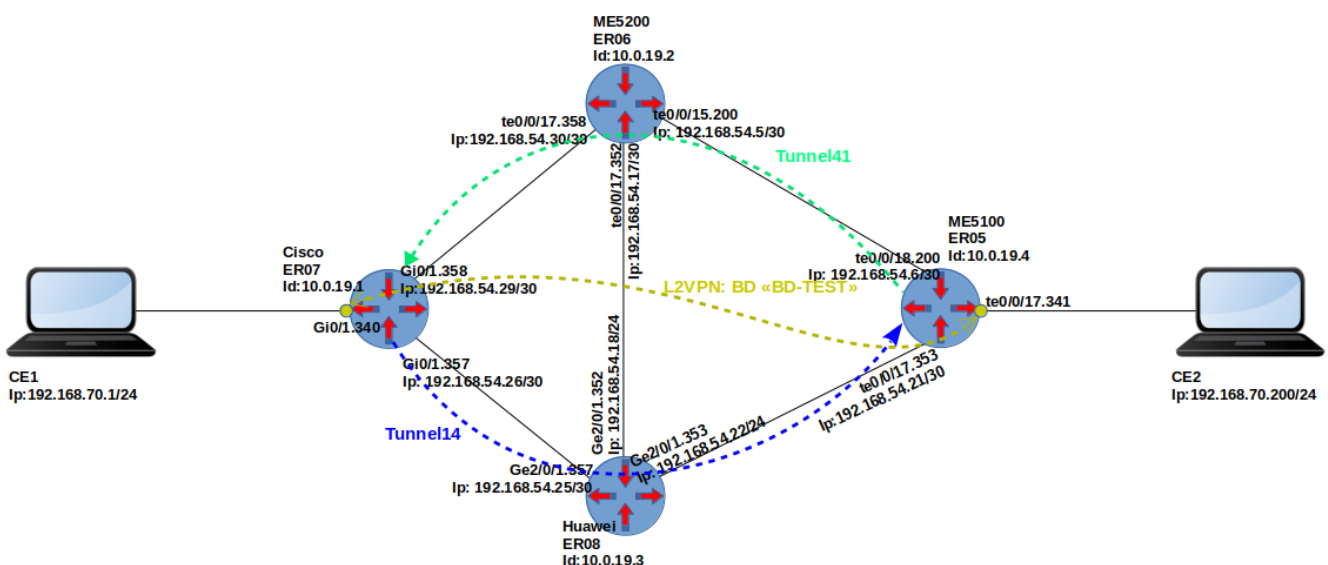 ME5200
ER06
Id:10.0.19.2
te0/0/17.358
Ip:192.168.54.30/30
te0/0/15.200
Ip: 192.168.54.5/30
Tunnel41
te0/0/17.352
Ip:192.168.54.17/30
ME5100
ER05
Id:10.0.19.4
te0/0/18.200
Ip: 192.168.54.6/30
Cisco
ER07
Id:10.0.19.1
Gi0/1.358
Ip:192.168.54.29/30
L2VPN: BD «BD-TEST»
te0/0/17.341
Gi0/1.340
CE1
Ip:192.168.70.1/24
Gi0/1.357
Ip: 192.168.54.26/30
Ge2/0/1.352
Ip: 192.168.54.18/24
te0/0/17.353
Ip:192.168.54.21/30
CE2
Ip:192.168.70.200/24
Tunnel14
Ge2/0/1.353
Ip: 192.168.54.22/24
Ge2/0/1.357
Ip: 192.168.54.25/30
Huawei
ER08
Id:10.0.19.3